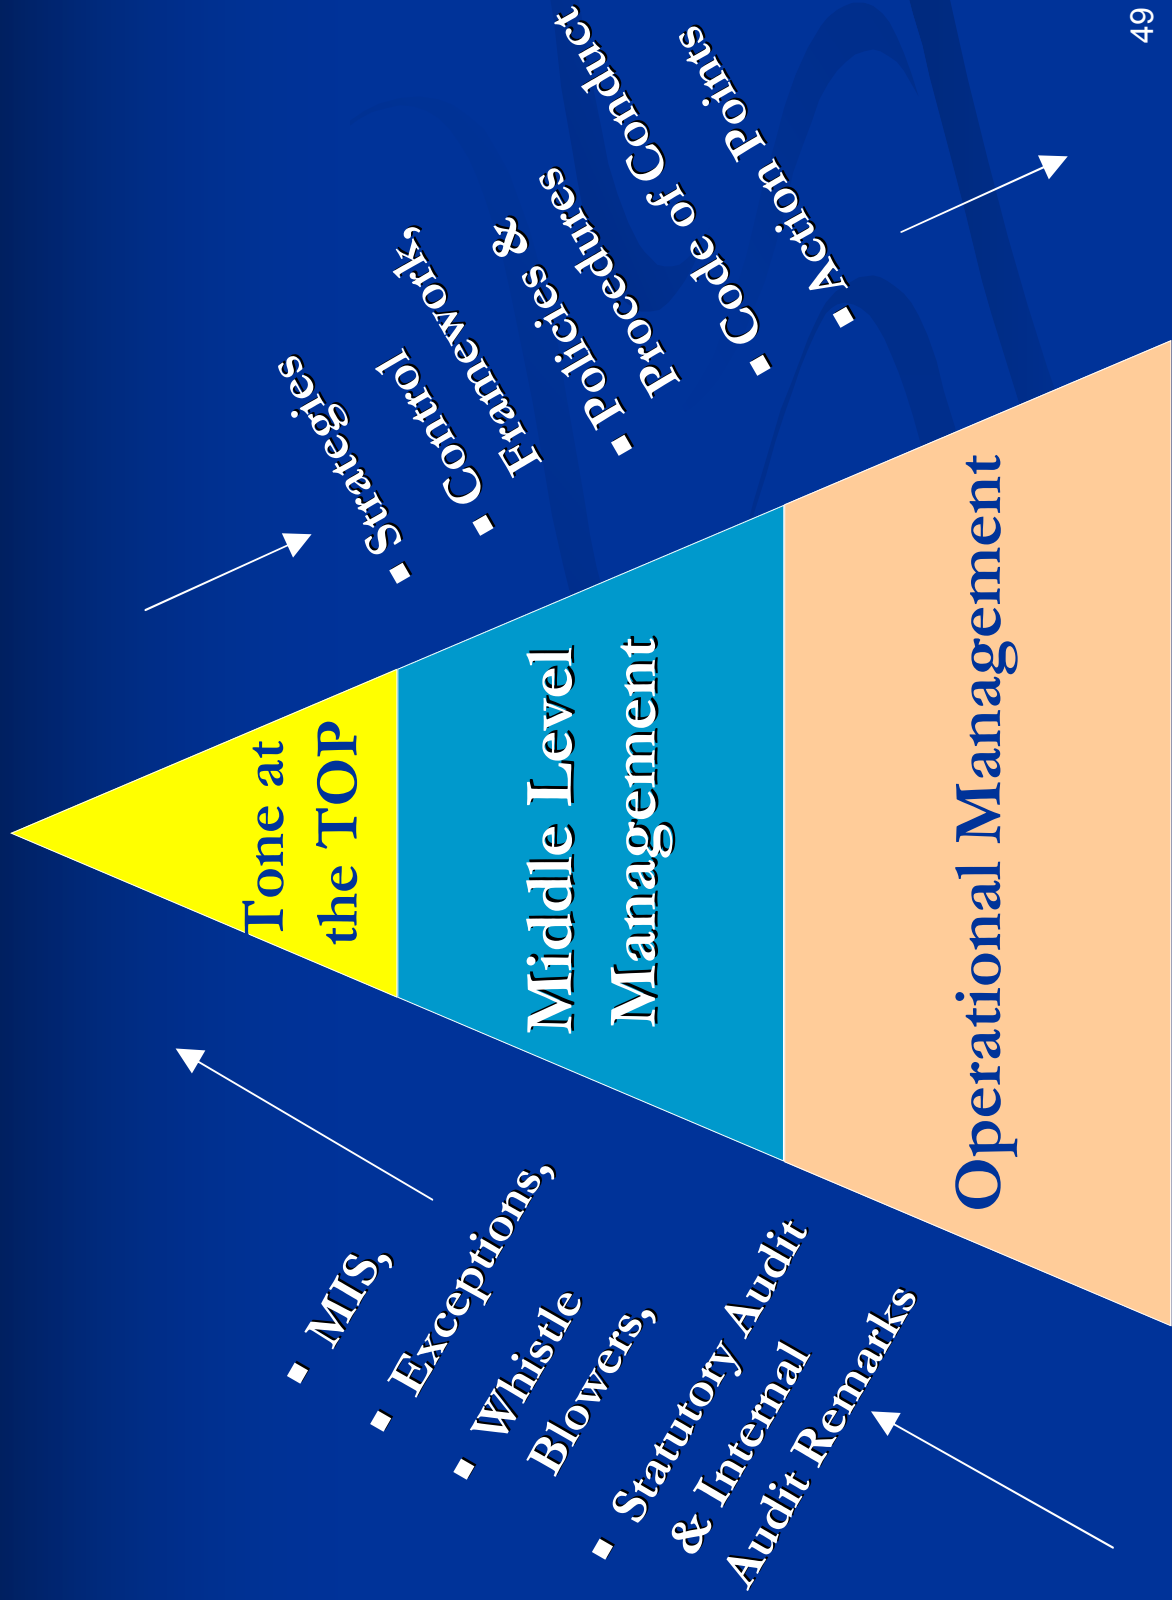 ▪ MIS,
▪ Exceptions,
▪ Whistle
Blowers,
▪ Statutory Audit
& Internal
Audit Remarks
Tone at
the TOP
Middle Level
Management
Operational Management
▪ Strategies
▪ Control
Framework,
▪ Policies &
Procedures
▪ Code of Conduct
▪ Action Points
49